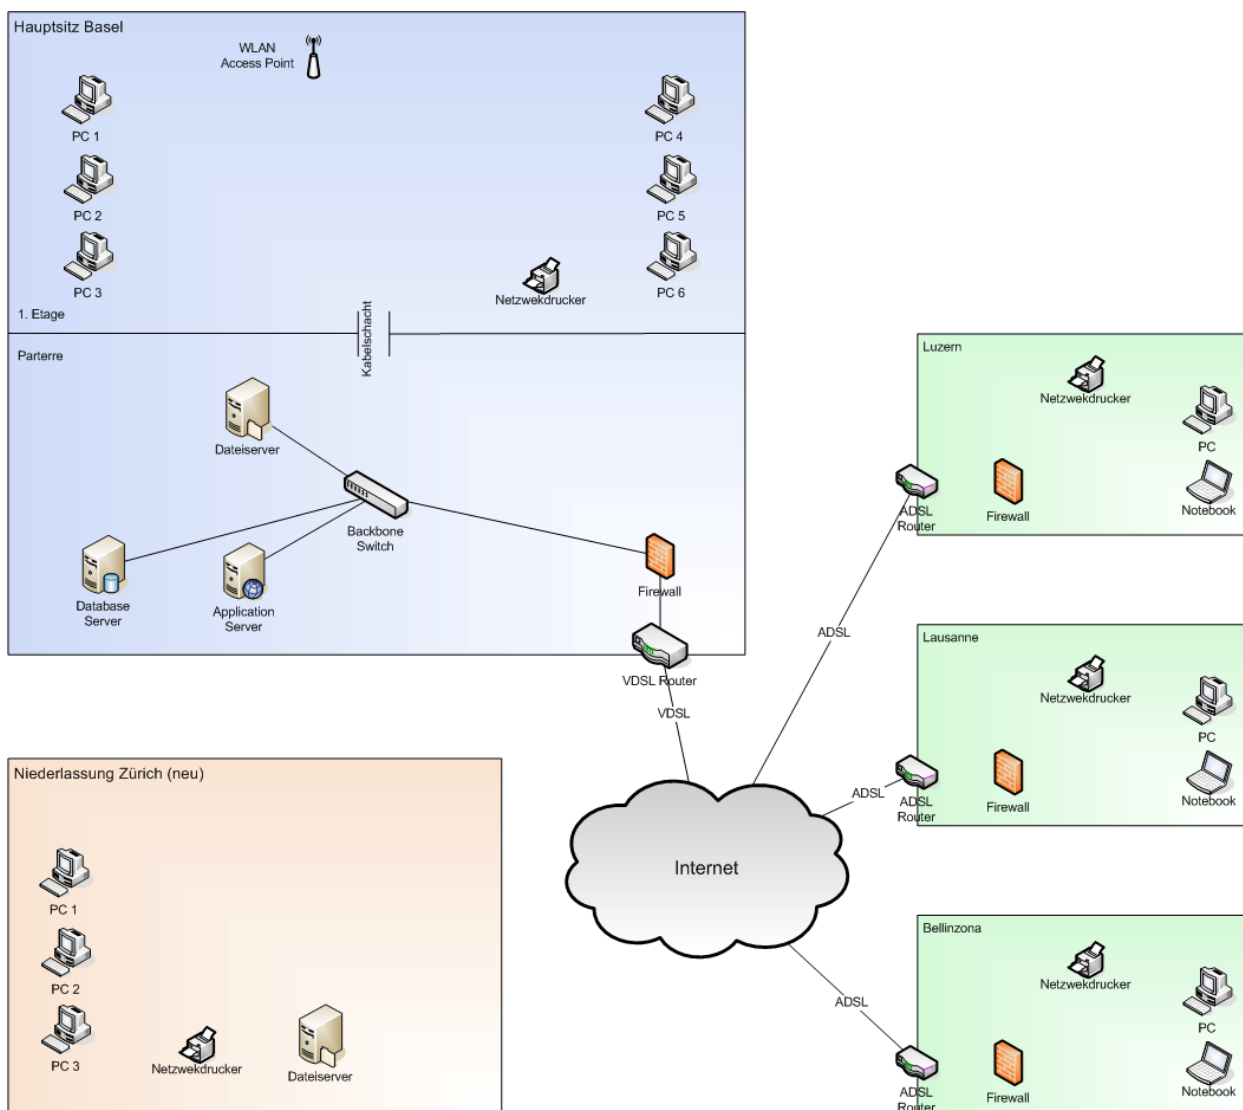 Hauptsitz Basel
WLAN
Access Point
PC 1
PC 4
PC 2
PC 5
PC 3
PC 6
Netzwekdrucker
1. Etage
Kabelschacht
Parterre
Dateiserver
Backbone
Switch
Database
Server
Application
Server
Firewall
VDSL Router
VDSL
Luzern
Netzwekdrucker
PC
ADSL
Router
Firewall
Notebook
ADSL
Lausanne
Netzwekdrucker
PC
ADSL
ADSL
Router
Firewall
Notebook
Internet
Bellinzona
Netzwekdrucker
PC
ADSL
ADSL
Router
Firewall
Notebook
Niederlassung Zürich (neu)
PC 1
PC 2
PC 3
Netzwekdrucker
Dateiserver